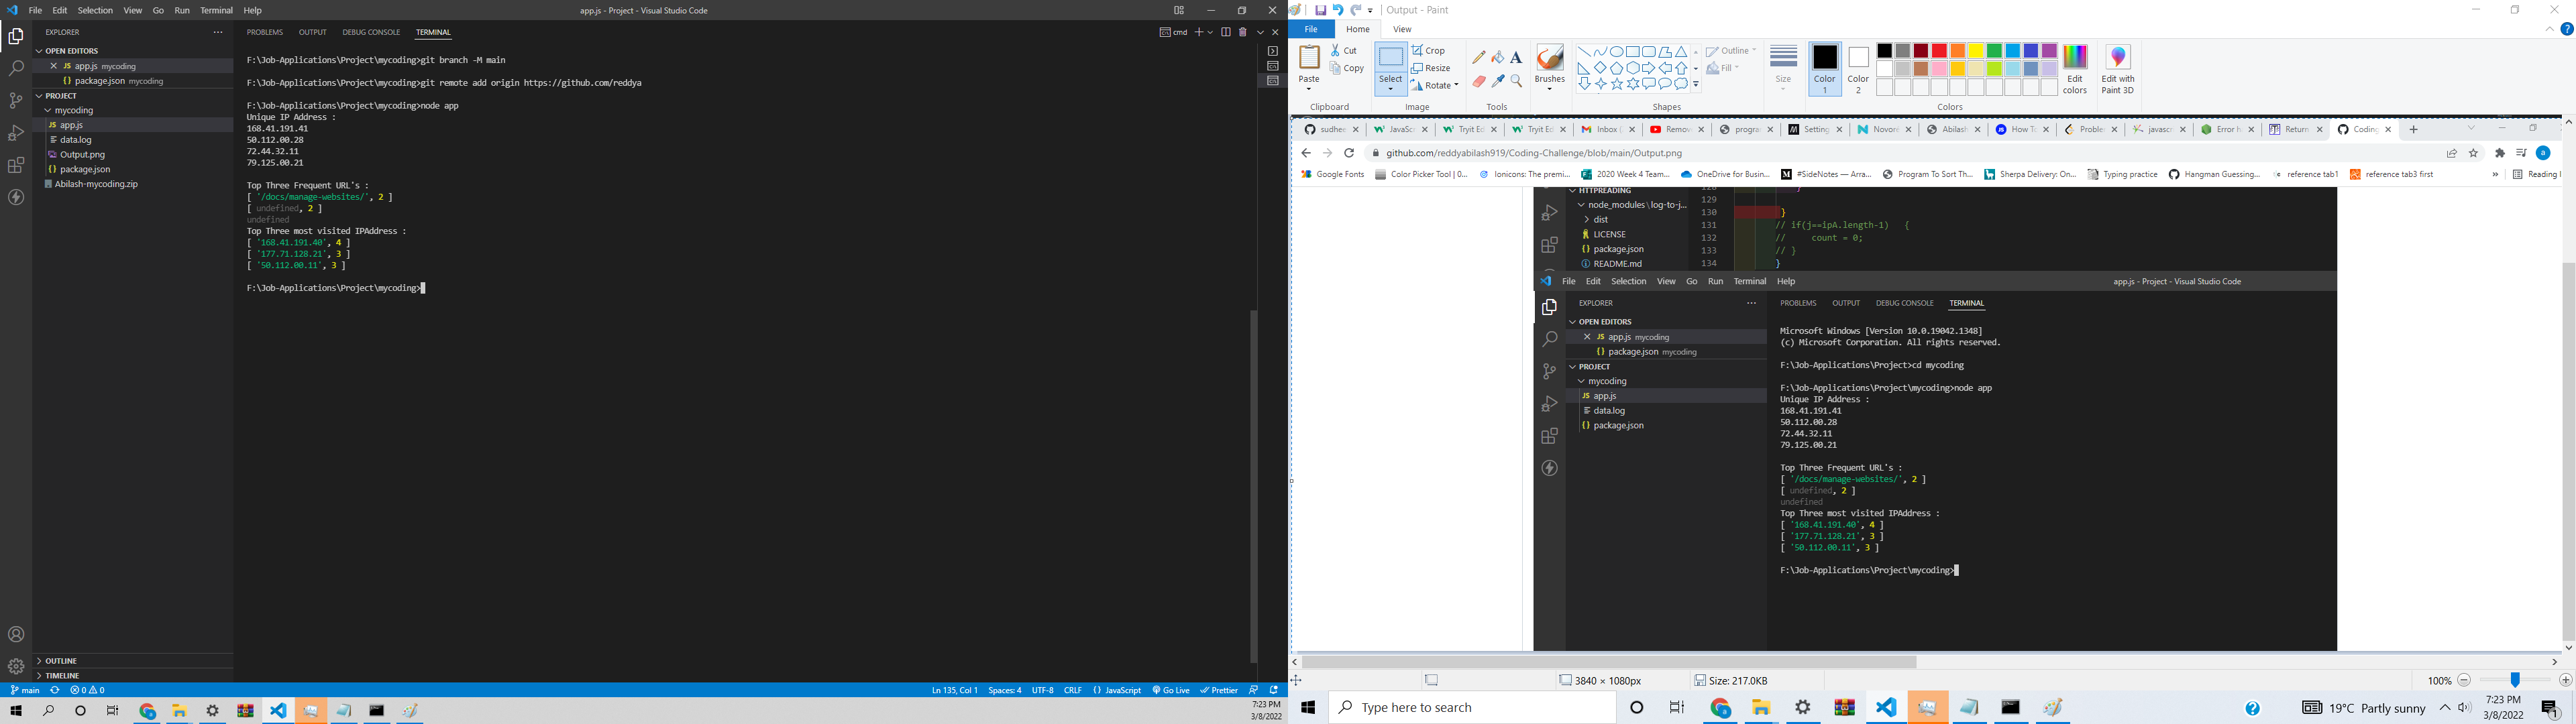 File Edit Selection View Go Run Terminal Help
app.js - Project - Visual Studio Code
EXPLORER
OPEN EDITORS
JS app.js mycoding
{} package.json mycoding
PROJECT
mycoding
JS app.js
data.log
Output.png
{} package.json
Abilash-mycoding.zip
OUTLINE
TIMELINE
PROBLEMS OUTPUT DEBUG CONSOLE TERMINAL
cmd
F:\Job-Applications\Project\mycoding>git branch -M main
F:\Job-Applications\Project\mycoding>git remote add origin https://github.com/reddya
F:\Job-Applications\Project\mycoding>node app
Unique IP Address :
168.41.191.41
50.112.00.28
72.44.32.11
79.125.00.21
Top Three Frequent URL's :
[ '/docs/manage-websites/', 2 ]
[ undefined, 2 ]
undefined
Top Three most visited IPAddress :
[ '168.41.191.40', 4 ]
[ '177.71.128.21', 3 ]
[ '50.112.00.11', 3 ]
F:\Job-Applications\Project\mycoding>
main 0 0
Ln 135, Col 1 Spaces: 4 UTF-8 CRLF {} JavaScript Go Live Prettier
7:23 PM
3/8/2022
Output - Paint
File Home View
Paste Cut Copy
Clipboard
Select Crop Resize Rotate
Image
Tools
Brushes
Shapes
Outline
Fill
Size
Color 1
Color 2
Edit colors
Edit with Paint 3D
Colors
sudhee JavaSc Tryit Ed Tryit Ed Inbox ( Remov progra Setting Novore Abilash How To Proble javascr Error h Return Coding
github.com/reddyabilash919/Coding-Challenge/blob/main/Output.png
Google Fonts Color Picker Tool | 0... Ionicons: The premi... 2020 Week 4 Team... OneDrive for Busin... #SideNotes — Arra... Program To Sort Th... Sherpa Delivery: On... Typing practice Hangman Guessing... reference tab1 reference tab3 first » Reading l
HTTPREADING
node_modules\log-to-j...
dist
LICENSE
{} package.json
README.md
128
129
130 }
131 // if(j==ipA.length-1) {
132 // count = 0;
133 // }
134 }
File Edit Selection View Go Run Terminal Help
app.js - Project - Visual Studio Code
EXPLORER
OPEN EDITORS
JS app.js mycoding
{} package.json mycoding
PROJECT
mycoding
JS app.js
data.log
{} package.json
PROBLEMS OUTPUT DEBUG CONSOLE TERMINAL
Microsoft Windows [Version 10.0.19042.1348]
(c) Microsoft Corporation. All rights reserved.
F:\Job-Applications\Project>cd mycoding
F:\Job-Applications\Project\mycoding>node app
Unique IP Address :
168.41.191.41
50.112.00.28
72.44.32.11
79.125.00.21
Top Three Frequent URL's :
[ '/docs/manage-websites/', 2 ]
[ undefined, 2 ]
undefined
Top Three most visited IPAddress :
[ '168.41.191.40', 4 ]
[ '177.71.128.21', 3 ]
[ '50.112.00.11', 3 ]
F:\Job-Applications\Project\mycoding>
3840 × 1080px
Size: 217.0KB
100%
Type here to search
19°C Partly sunny
7:23 PM
3/8/2022